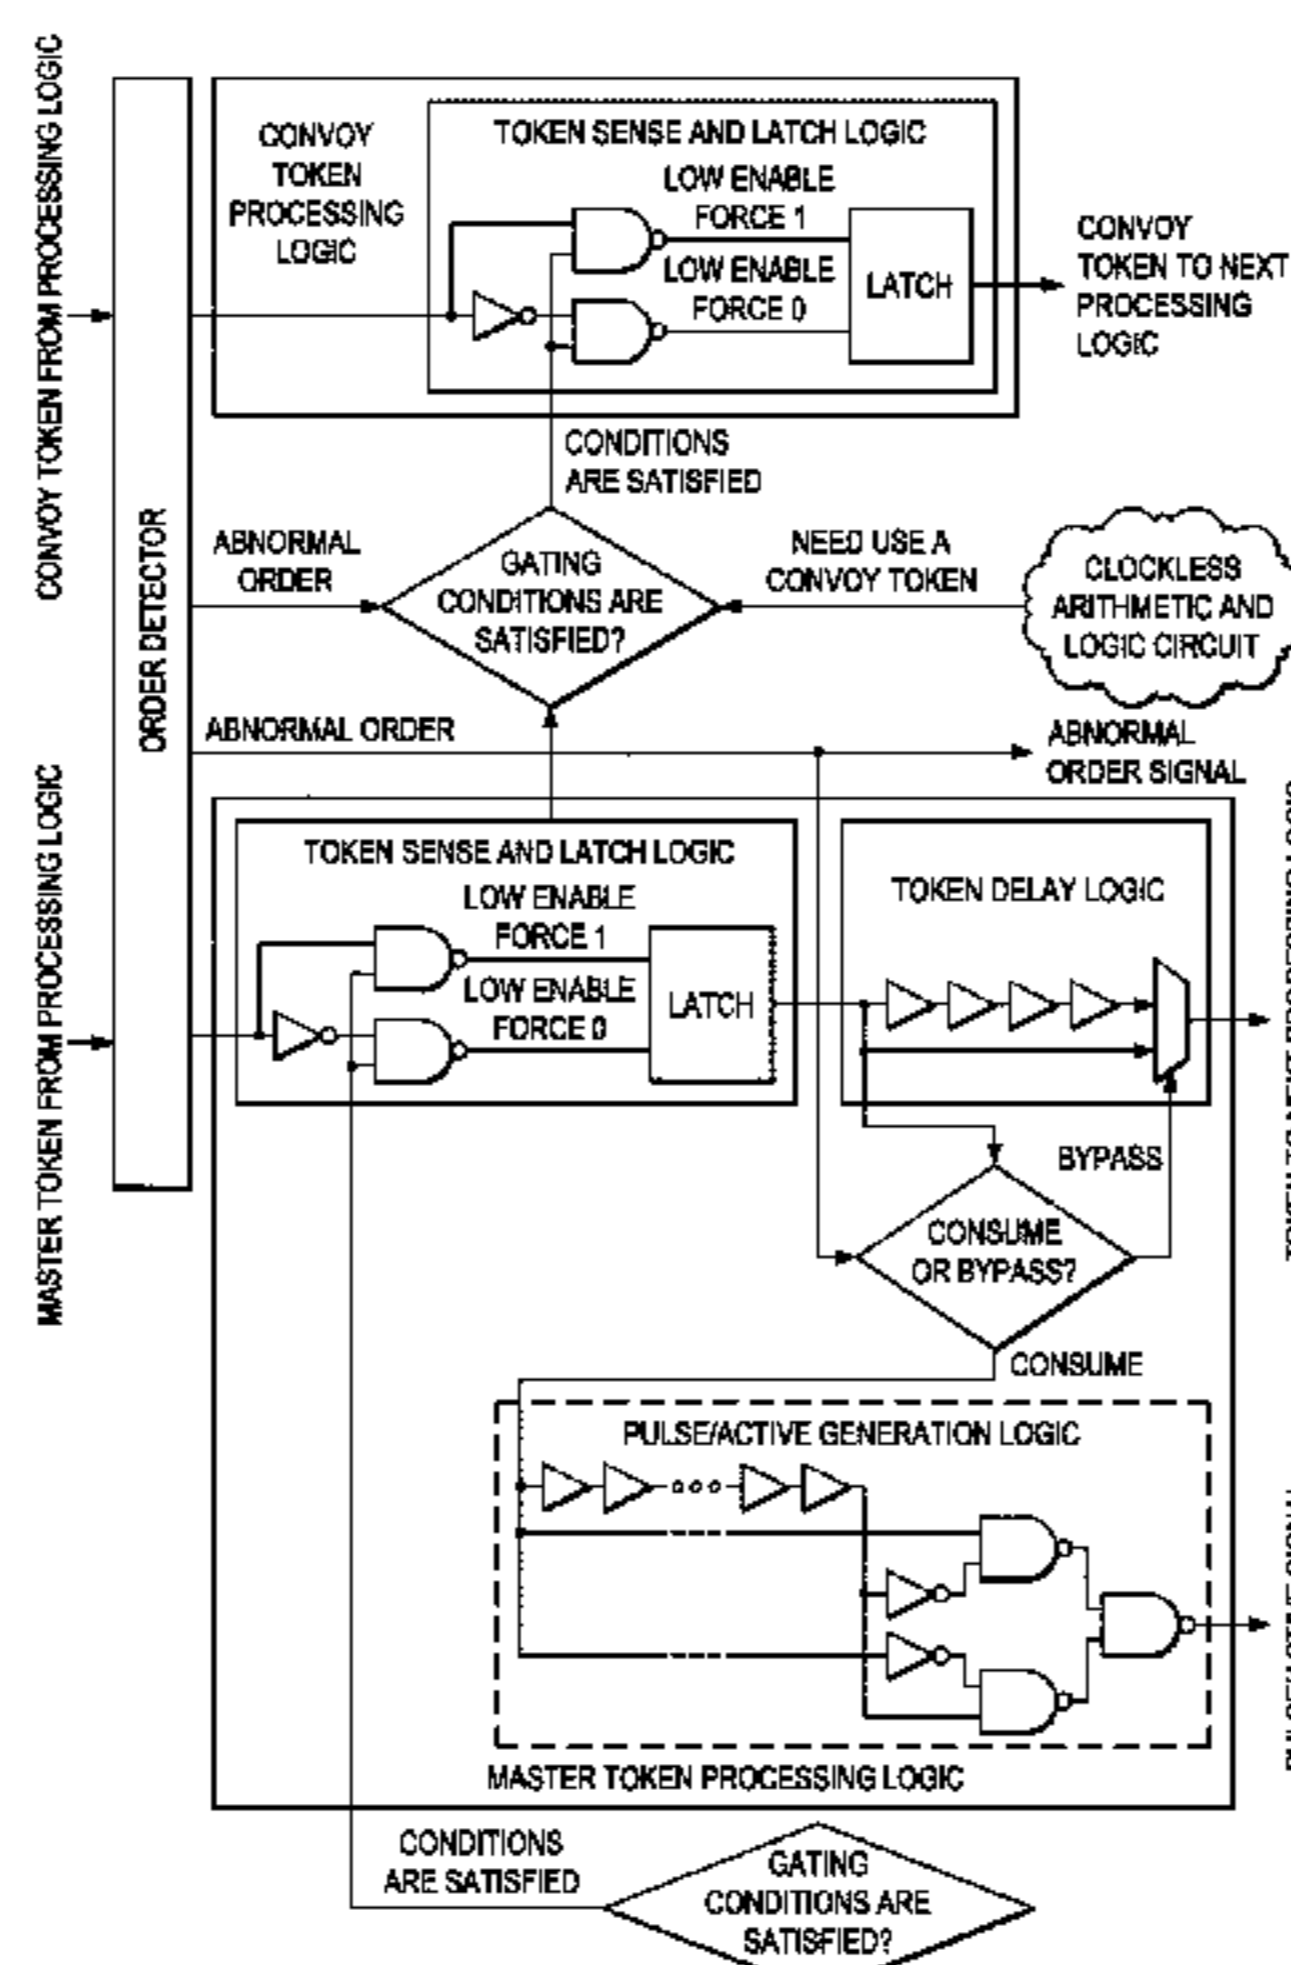 CONVOY TOKEN FROM PROCESSING LOGIC
MASTER TOKEN FROM PROCESSING LOGIC
ORDER DETECTOR
CONVOY
TOKEN
PROCESSING
LOGIC
TOKEN SENSE AND LATCH LOGIC
LOW ENABLE
FORCE 1
LOW ENABLE
FORCE 0
LATCH
CONVOY
TOKEN TO NEXT
PROCESSING
LOGIC
CONDITIONS
ARE SATISFIED
ABNORMAL
ORDER
GATING
CONDITIONS ARE
SATISFIED?
NEED USE A
CONVOY TOKEN
CLOCKLESS
ARITHMETIC AND
LOGIC CIRCUIT
ABNORMAL ORDER
ABNORMAL
ORDER SIGNAL
TOKEN SENSE AND LATCH LOGIC
LOW ENABLE
FORCE 1
LOW ENABLE
FORCE 0
LATCH
TOKEN DELAY LOGIC
BYPASS
CONSUME
OR BYPASS?
CONSUME
PULSE/ACTIVE GENERATION LOGIC
MASTER TOKEN PROCESSING LOGIC
CONDITIONS
ARE SATISFIED
GATING
CONDITIONS ARE
SATISFIED?